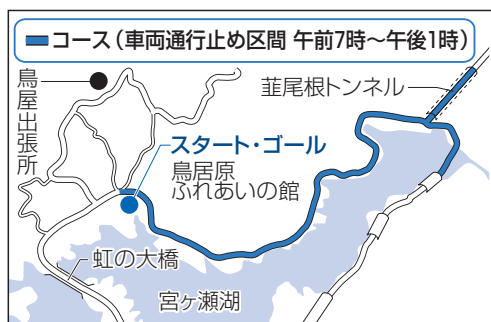 コース(車両通行止め区間 午前7時~午後1時)
鳥屋出張所
韮尾根トンネル
スタート・ゴール
鳥居原
ふれあいの館
虹の大橋
宮ヶ瀬湖